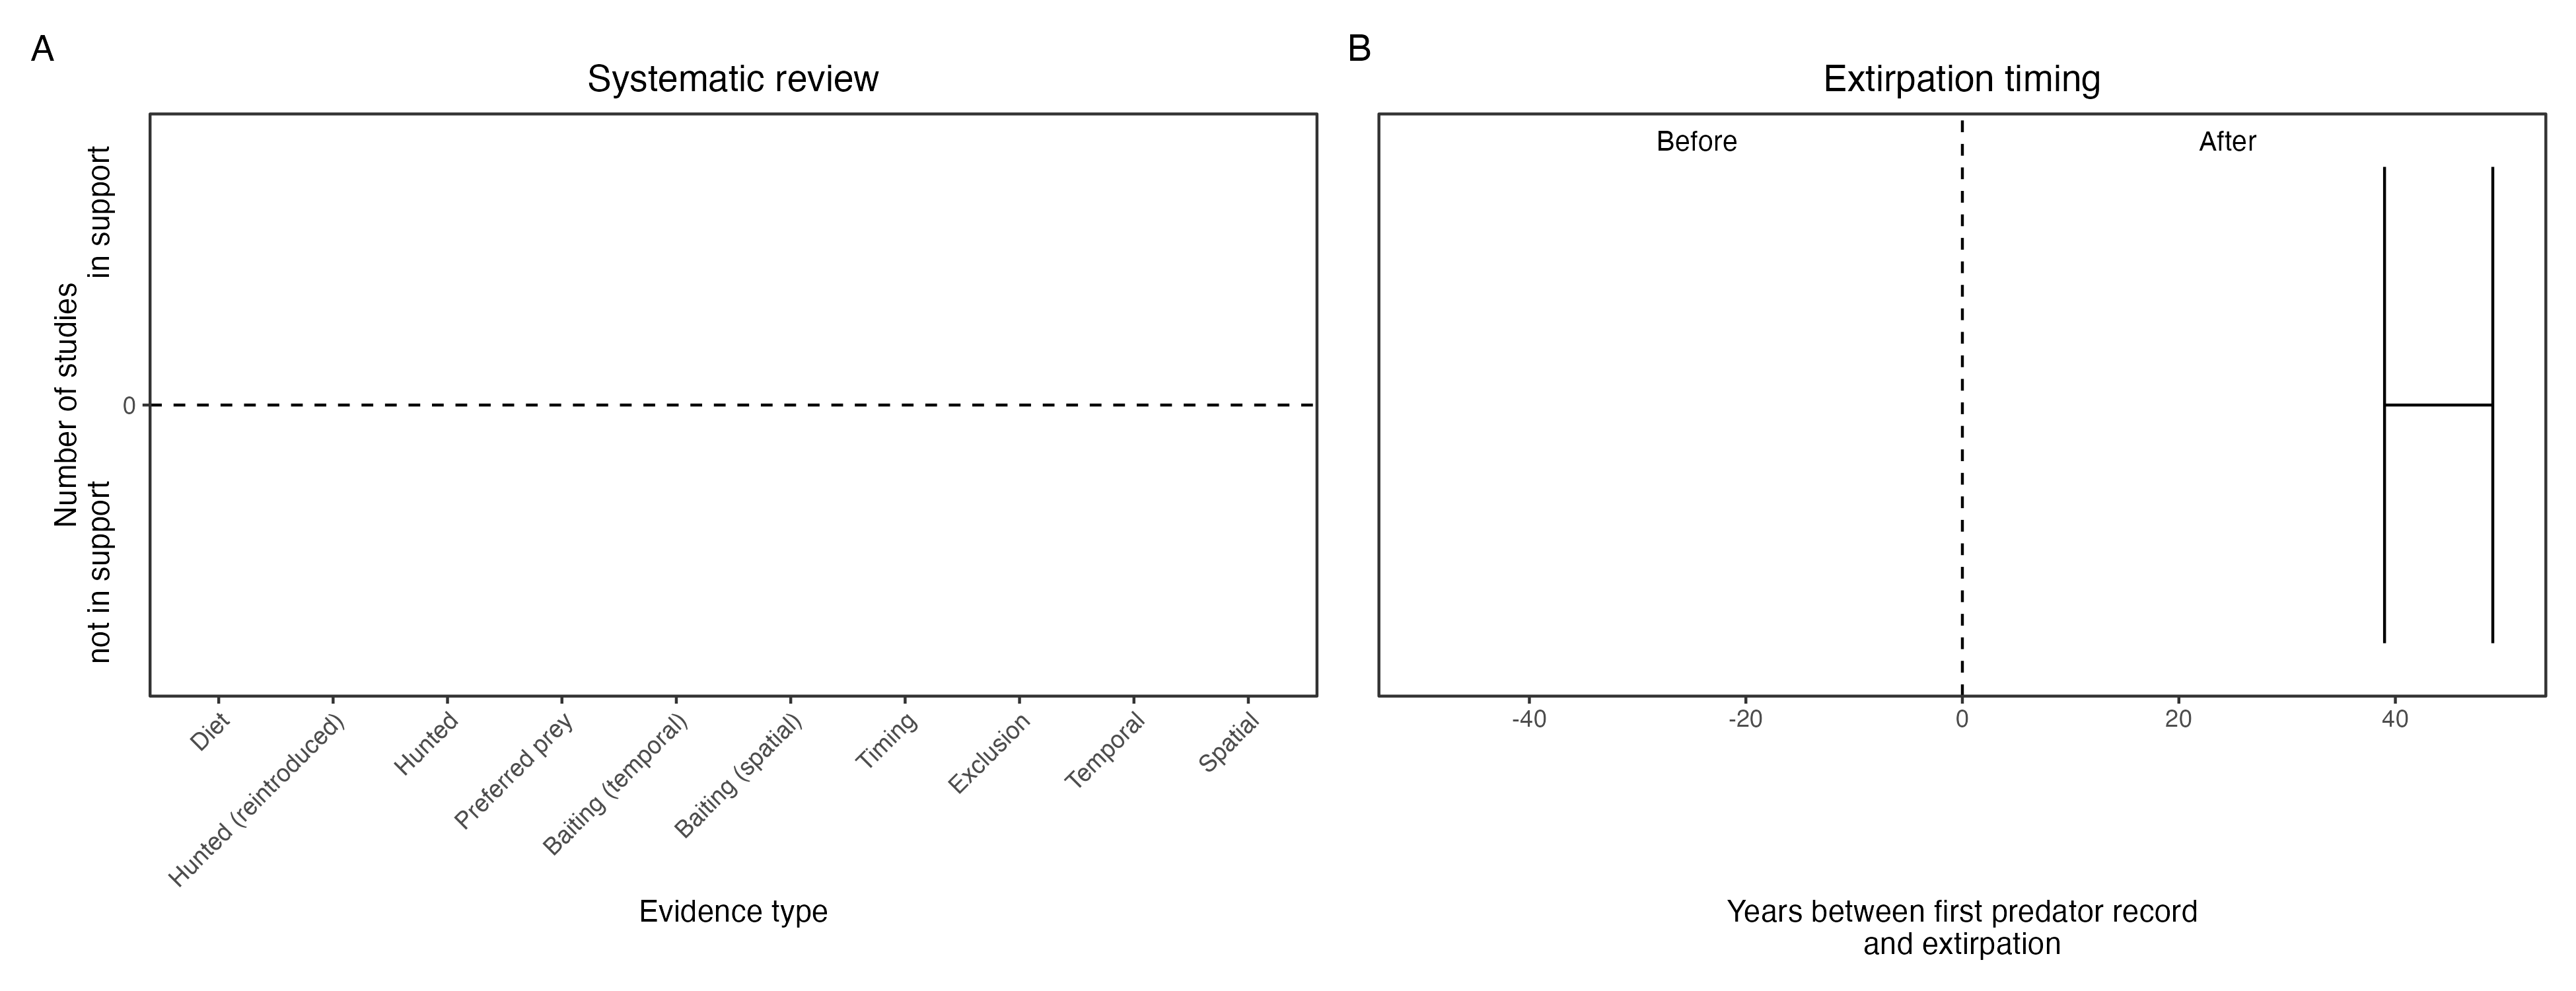 A
Systematic review
Number of studies
not in support
in support
0
Diet
Hunted (reintroduced)
Hunted
Preferred prey
Baiting (temporal)
Baiting (spatial)
Timing
Exclusion
Temporal
Spatial
Evidence type
B
Extirpation timing
Before
After
-40
-20
0
20
40
Years between first predator record
and extirpation